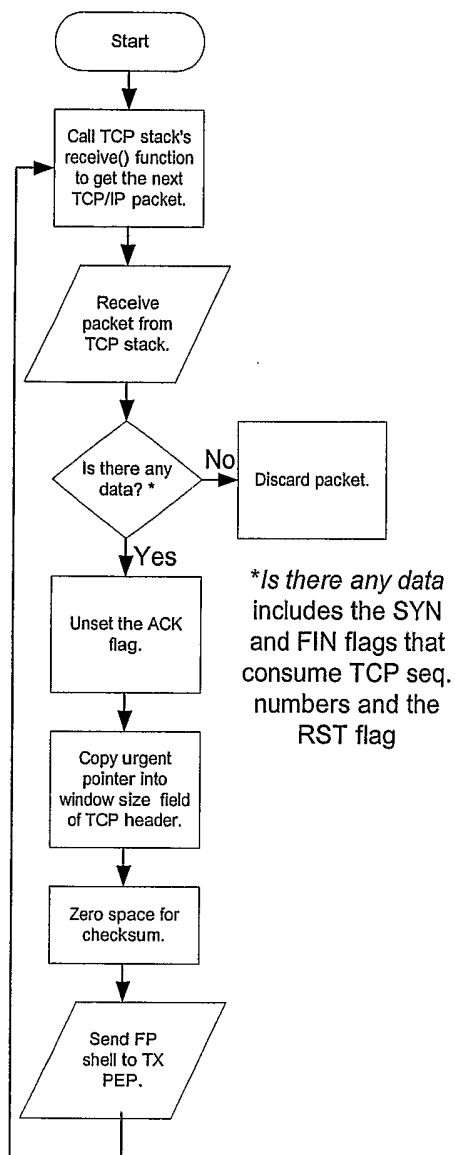 Start
Call TCP stack's
receive() function
to get the next
TCP/IP packet.
Receive
packet from
TCP stack.
Is there any
data? *
No
Discard packet.
Yes
*Is there any data
includes the SYN
and FIN flags that
consume TCP seq.
numbers and the
RST flag
Unset the ACK
flag.
Copy urgent
pointer into
window size field
of TCP header.
Zero space for
checksum.
Send FP
shell to TX
PEP.